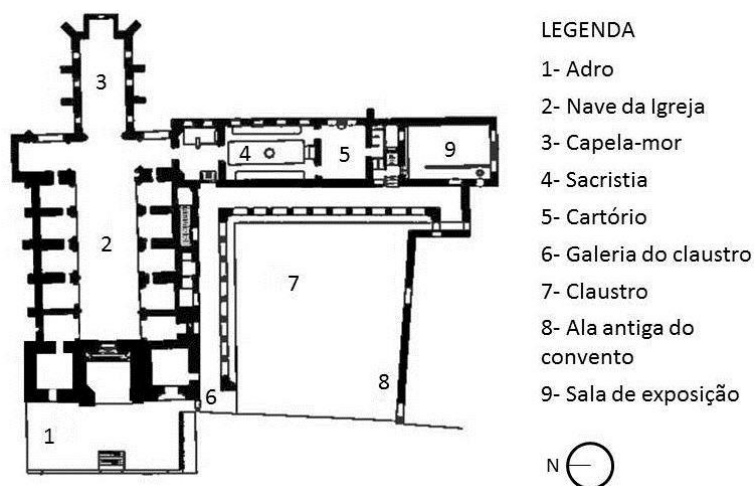 LEGENDA
1- Adro
2- Nave da Igreja
3- Capela-mor
4- Sacristia
5- Cartório
6- Galeria do claustro
7- Claustro
8- Ala antiga do
convento
9- Sala de exposição
N
3
4
5
9
2
7
8
6
1